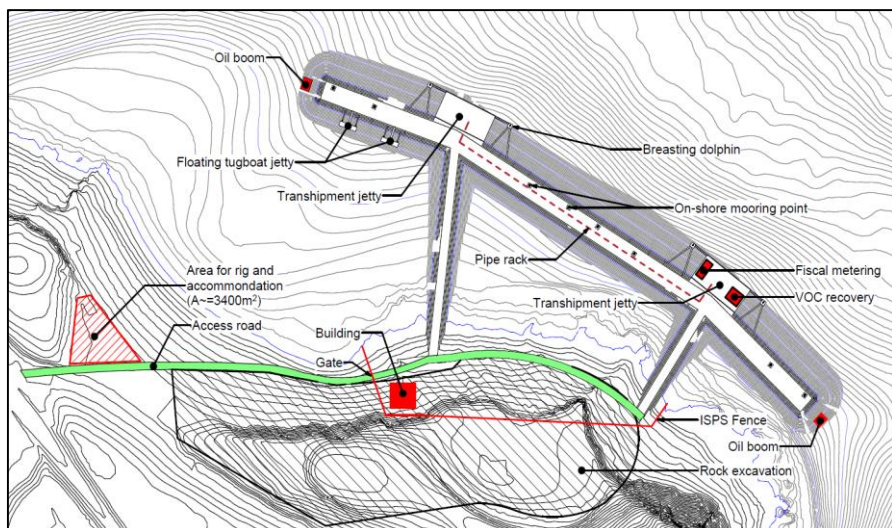 Oil boom
Floating tugboat jetty
Transhipment jetty
Breasting dolphin
On-shore mooring point
Pipe rack
Fiscal metering
Transhipment jetty
VOC recovery
Area for rig and
accommondation
(A~=3400m²)
Access road
Building
Gate
ISPS Fence
Oil boom
Rock excavation